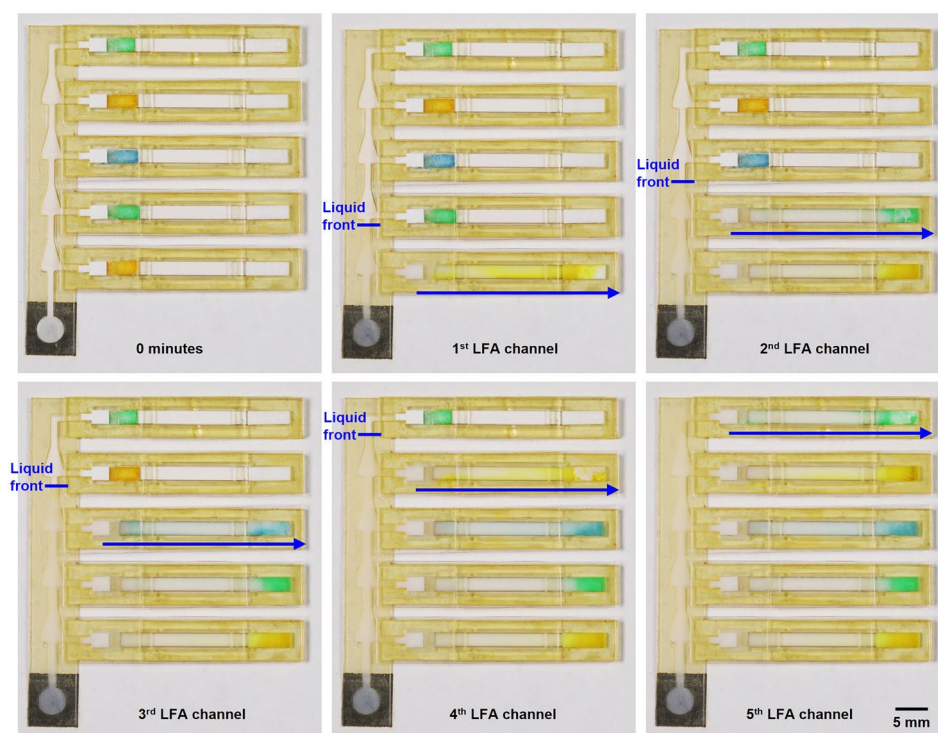 0 minutes
Liquid
front
1st LFA channel
Liquid
front
2nd LFA channel
Liquid
front
3rd LFA channel
Liquid
front
4th LFA channel
5th LFA channel
5 mm